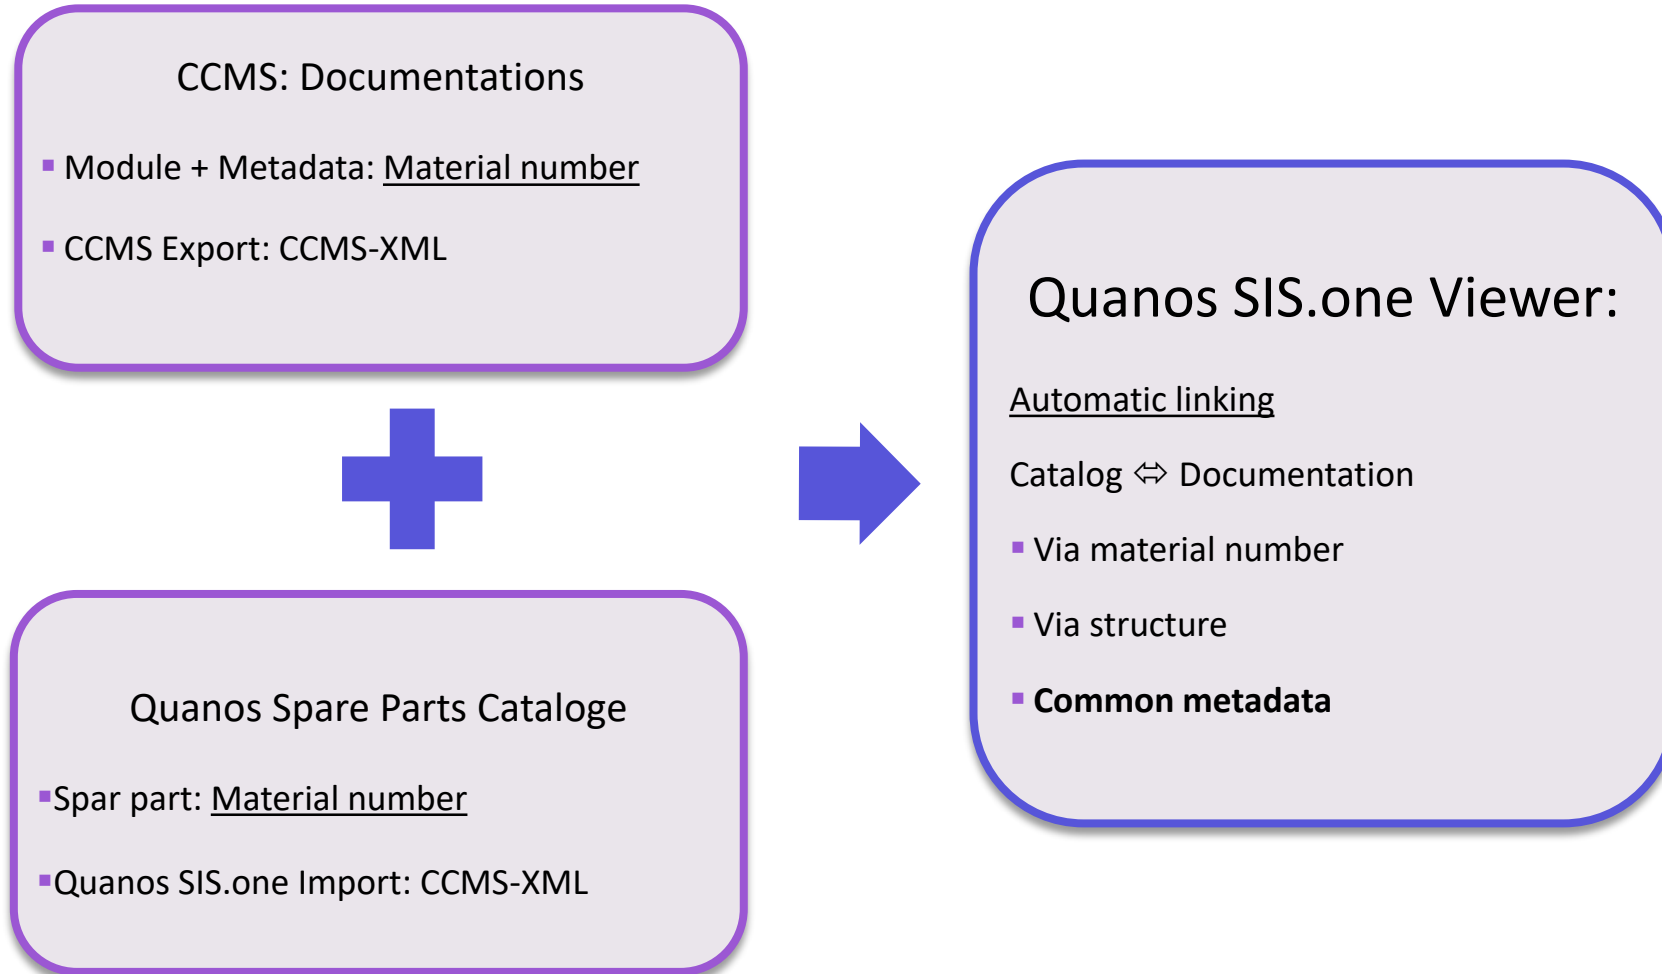 CCMS: Documentations
▪ Module + Metadata: Material number
▪ CCMS Export: CCMS-XML
Quanos Spare Parts Cataloge
▪Spar part: Material number
▪Quanos SIS.one Import: CCMS-XML
Quanos SIS.one Viewer:
Automatic linking
Catalog ⇔ Documentation
▪ Via material number
▪ Via structure
▪ Common metadata